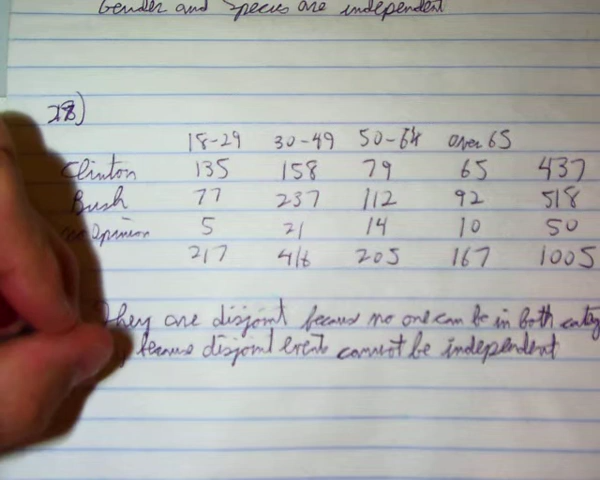 Gender and Species are independent
28)
18-29 30-49 50-64 over 65
Clinton 135 158 79 65 437
Bush 77 237 112 92 518
no Opinion 5 21 14 10 50
217 416 205 167 1005
They are disjoint because no one can be in both
because disjoint events cannot be independent